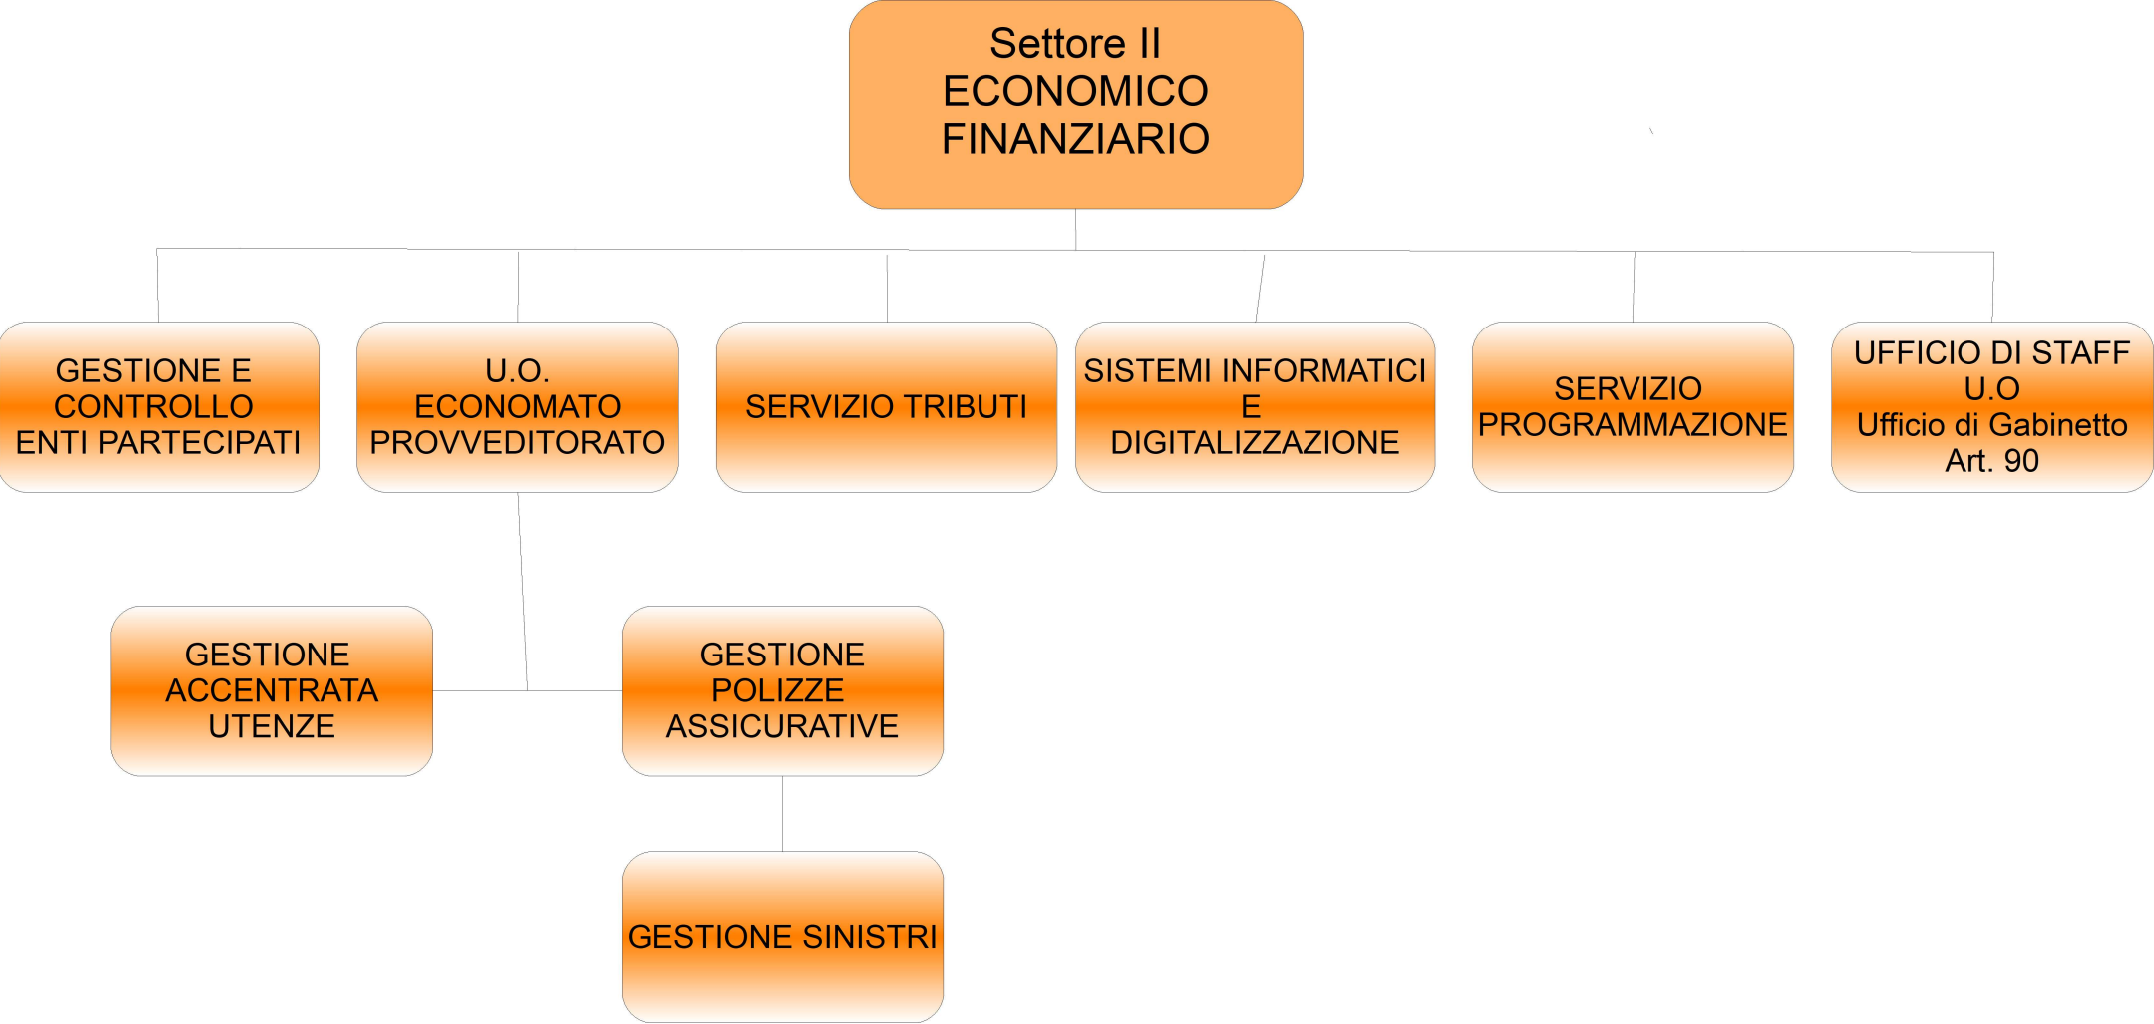 Settore II
ECONOMICO
FINANZIARIO
GESTIONE E
CONTROLLO
ENTI PARTECIPATI
U.O.
ECONOMATO
PROVVEDITORATO
SERVIZIO TRIBUTI
SISTEMI INFORMATICI
E
DIGITALIZZAZIONE
SERVIZIO
PROGRAMMAZIONE
UFFICIO DI STAFF
U.O
Ufficio di Gabinetto
Art. 90
GESTIONE
ACCENTRATA
UTENZE
GESTIONE
POLIZZE
ASSICURATIVE
GESTIONE SINISTRI